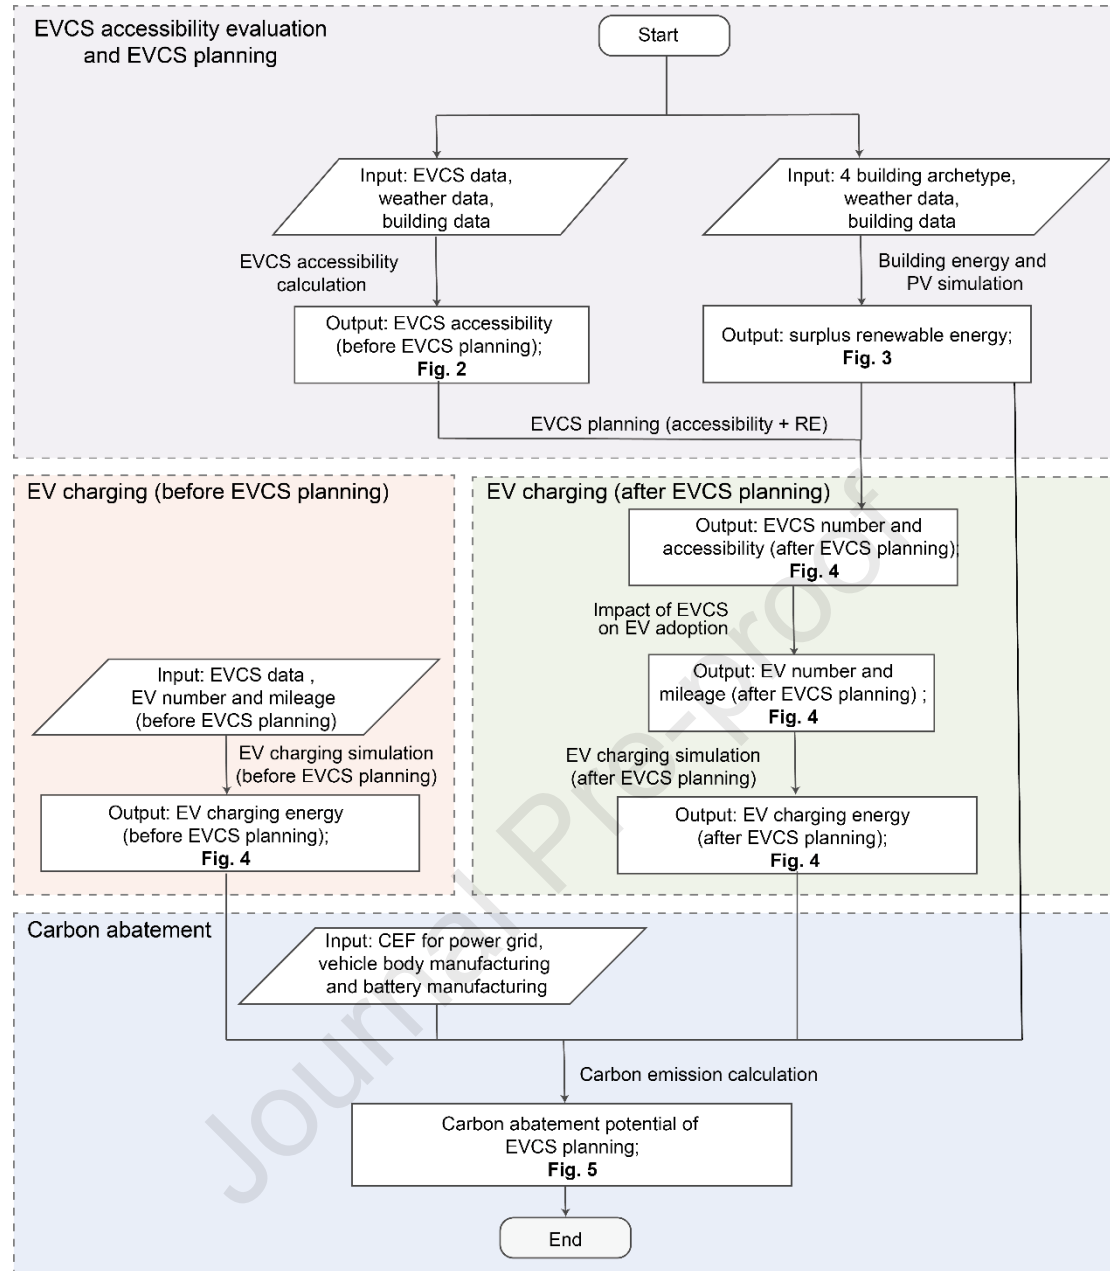 EVCS accessibility evaluation
and EVCS planning
Start
Input: EVCS data,
weather data,
building data
Input: 4 building archetype,
weather data,
building data
EVCS accessibility
calculation
Building energy and
PV simulation
Output: EVCS accessibility
(before EVCS planning);
Fig. 2
Output: surplus renewable energy;
Fig. 3
EVCS planning (accessibility + RE)
EV charging (before EVCS planning)
EV charging (after EVCS planning)
Output: EVCS number and
accessibility (after EVCS planning);
Fig. 4
Impact of EVCS
on EV adoption
Input: EVCS data ,
EV number and mileage
(before EVCS planning)
Output: EV number and
mileage (after EVCS planning) ;
Fig. 4
EV charging simulation
(before EVCS planning)
EV charging simulation
(after EVCS planning)
Output: EV charging energy
(before EVCS planning);
Fig. 4
Output: EV charging energy
(after EVCS planning);
Fig. 4
Carbon abatement
Input: CEF for power grid,
vehicle body manufacturing
and battery manufacturing
Carbon emission calculation
Carbon abatement potential of
EVCS planning;
Fig. 5
End
Journal Pre-proof